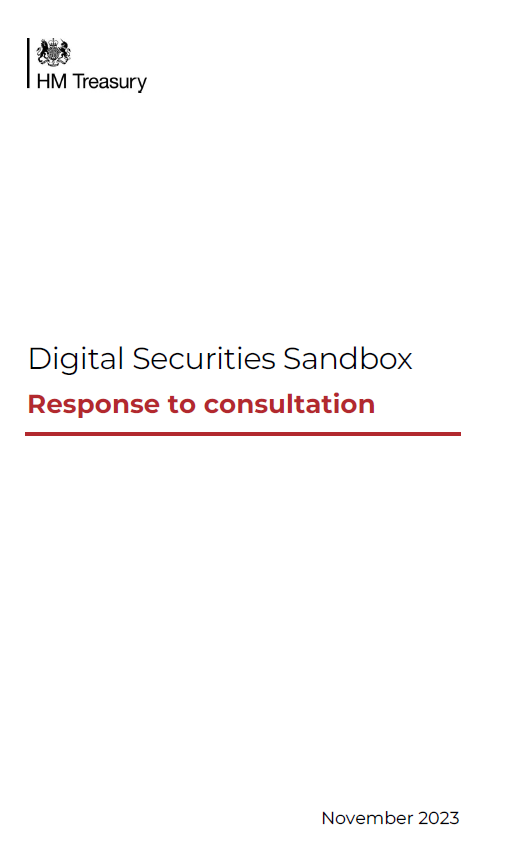 HM Treasury
Digital Securities Sandbox
Response to consultation
November 2023